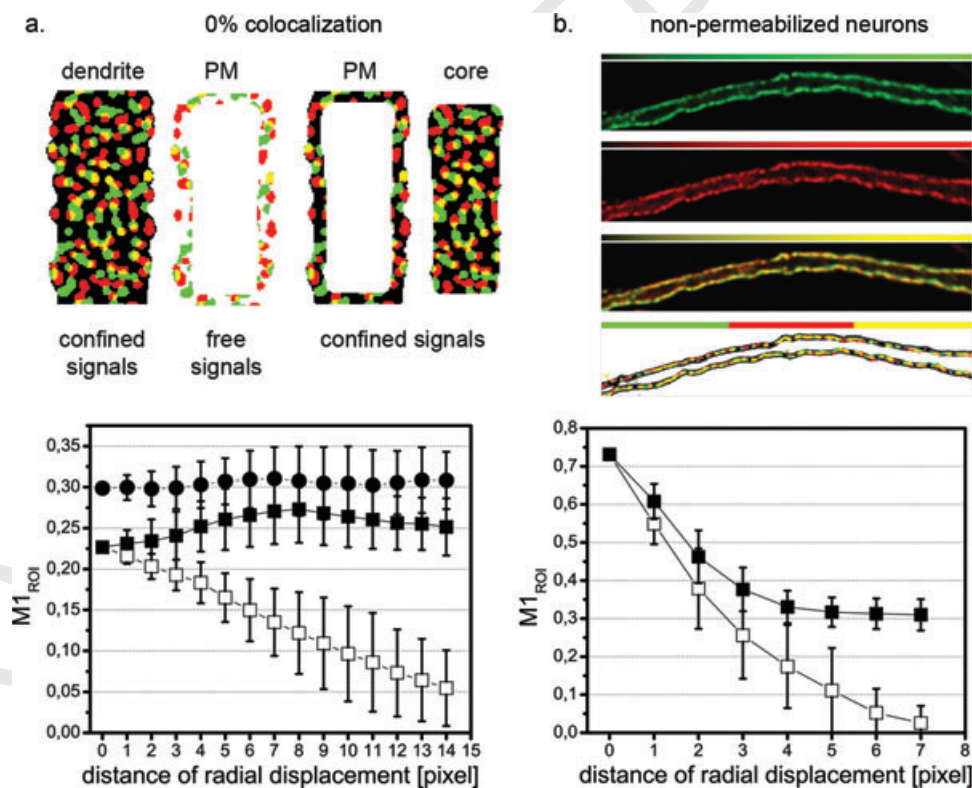 a.
0% colocalization
dendrite PM PM core
confined signals
free signals
confined signals
b.
non-permeabilized neurons
M1ROI
0,35
0,30
0,25
0,20
0,15
0,10
0,05
0,00
0 1 2 3 4 5 6 7 8 9 10 11 12 13 14 15
distance of radial displacement [pixel]
M1ROI
0,8
0,7
0,6
0,5
0,4
0,3
0,2
0,1
0,0
0 1 2 3 4 5 6 7 8
distance of radial displacement [pixel]